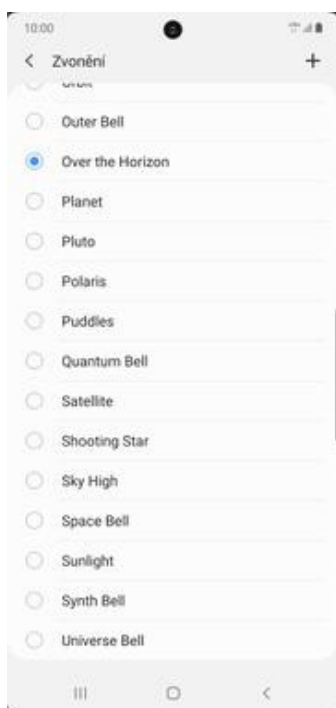 10:00
Zvonění
Orbit
Outer Bell
Over the Horizon
Planet
Pluto
Polaris
Puddles
Quantum Bell
Satellite
Shooting Star
Sky High
Space Bell
Sunlight
Synth Bell
Universe Bell